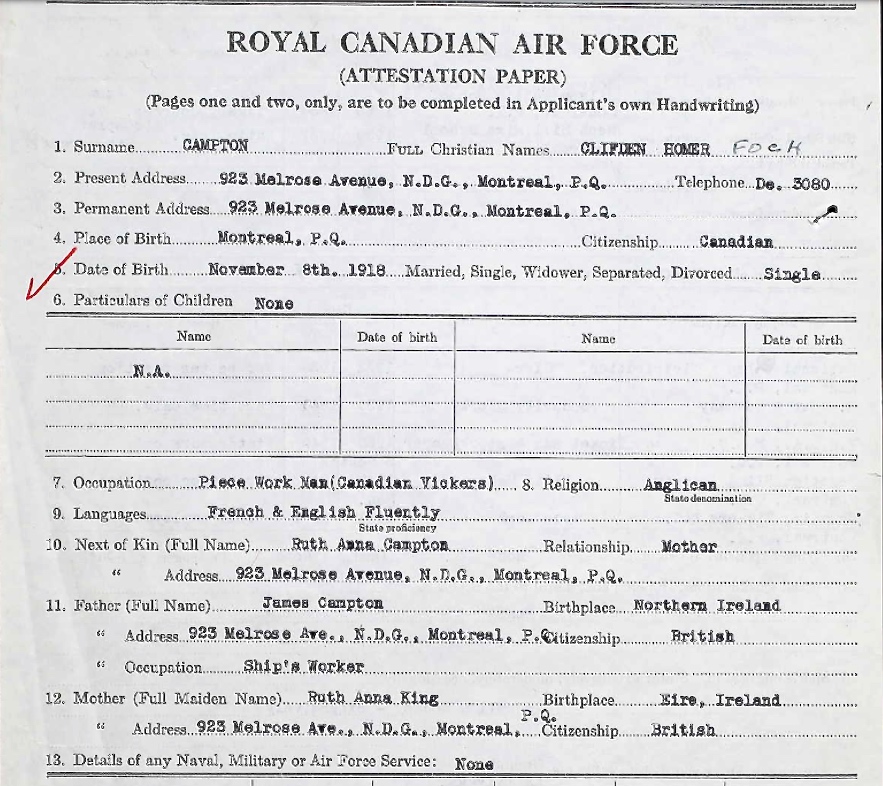 ROYAL CANADIAN AIR FORCE
(ATTESTATION PAPER)
(Pages one and two, only, are to be completed in Applicant's own Handwriting)
1. Surname CAMPTON FULL Christian Names CLIFDEN HOMER
2. Present Address 923 Melrose Avenue, N.D.G., Montreal, P.Q. Telephone De. 3080
3. Permanent Address 923 Melrose Avenue, N.D.G., Montreal, P.Q.
4. Place of Birth Montreal, P.Q. Citizenship Canadian
5. Date of Birth November 8th. 1918 Married, Single, Widower, Separated, Divorced Single
6. Particulars of Children None
Name Date of birth Name Date of birth
N.A.
7. Occupation Piece Work Man(Canadian Vickers) 8. Religion Anglican
State denomination
9. Languages French & English Fluently
State proficiency
10. Next of Kin (Full Name) Ruth Anna Campton Relationship Mother
" Address 923 Melrose Avenue, N.D.G., Montreal, P.Q.
11. Father (Full Name) James Campton Birthplace Northern Ireland
" Address 923 Melrose Ave., N.D.G., Montreal, P.Q. Citizenship British
" Occupation Ship's Worker
12. Mother (Full Maiden Name) Ruth Anna King Birthplace Eire, Ireland
" Address 923 Melrose Ave., N.D.G., Montreal, P.Q. Citizenship British
13. Details of any Naval, Military or Air Force Service: None